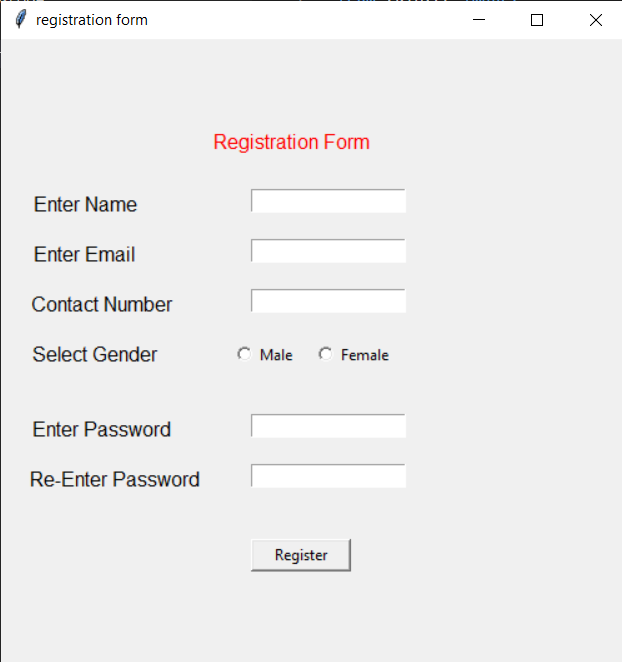 registration form
Registration Form
Enter Name
Enter Email
Contact Number
Select Gender Male Female
Enter Password
Re-Enter Password
Register